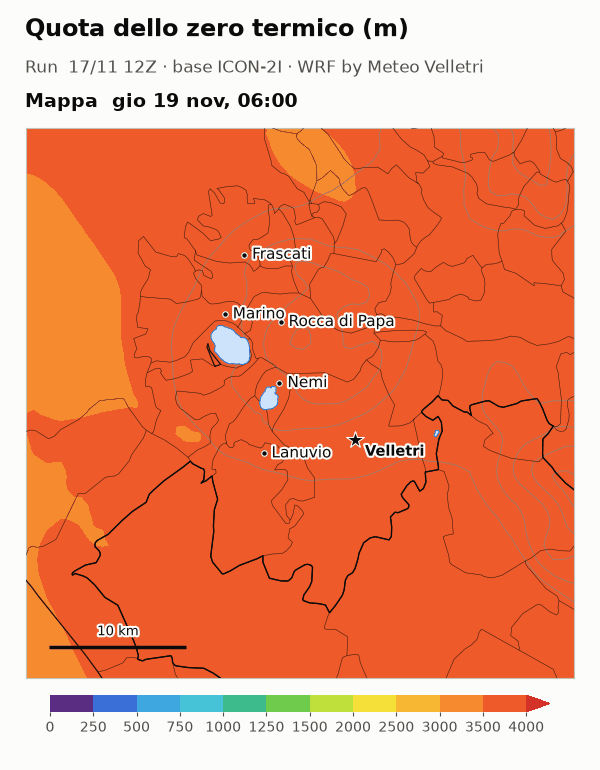 Quota dello zero termico (m)
Run  17/11 12Z · base ICON-2I · WRF by Meteo Velletri
Mappa  gio 19 nov, 06:00
Frascati
Marino
Rocca di Papa
Nemi
Lanuvio
Velletri
10 km
0 250 500 750 1000 1250 1500 2000 2500 3000 3500 4000